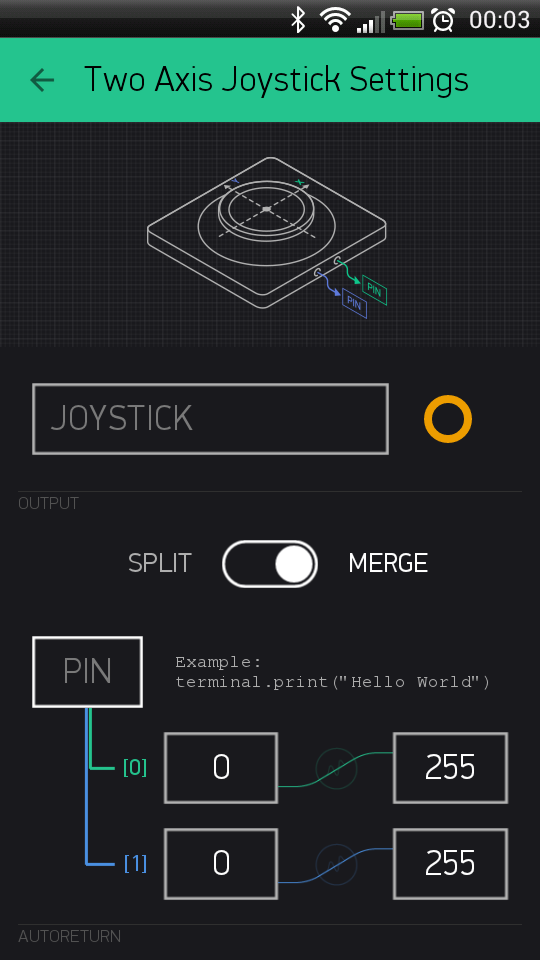 00:03
Two Axis Joystick Settings
Y
X
PIN
PIN
JOYSTICK
OUTPUT
SPLIT
MERGE
PIN
Example:
terminal.print("Hello World")
[0]
0
255
[1]
0
255
AUTORETURN